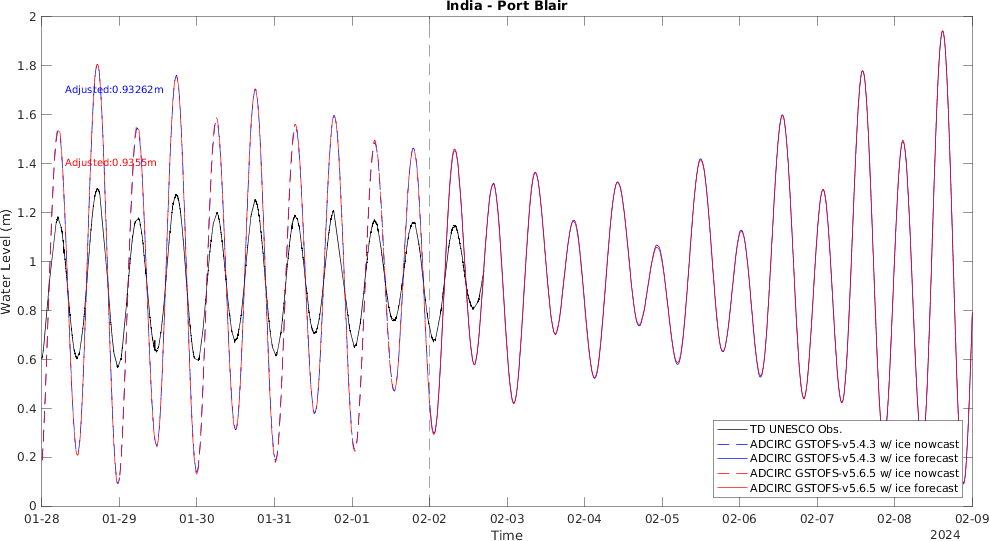 India - Port Blair
2
1.8
Adjusted:0.93262m
1.6
Adjusted:0.9355m
1.4
1.2
Water Level (m)
1
0.8
0.6
0.4
0.2
0
TD UNESCO Obs.
ADCIRC GSTOFS-v5.4.3 w/ ice nowcast
ADCIRC GSTOFS-v5.4.3 w/ ice forecast
ADCIRC GSTOFS-v5.6.5 w/ ice nowcast
ADCIRC GSTOFS-v5.6.5 w/ ice forecast
01-28 01-29 01-30 01-31 02-01 02-02 02-03 02-04 02-05 02-06 02-07 02-08 02-09
Time
2024